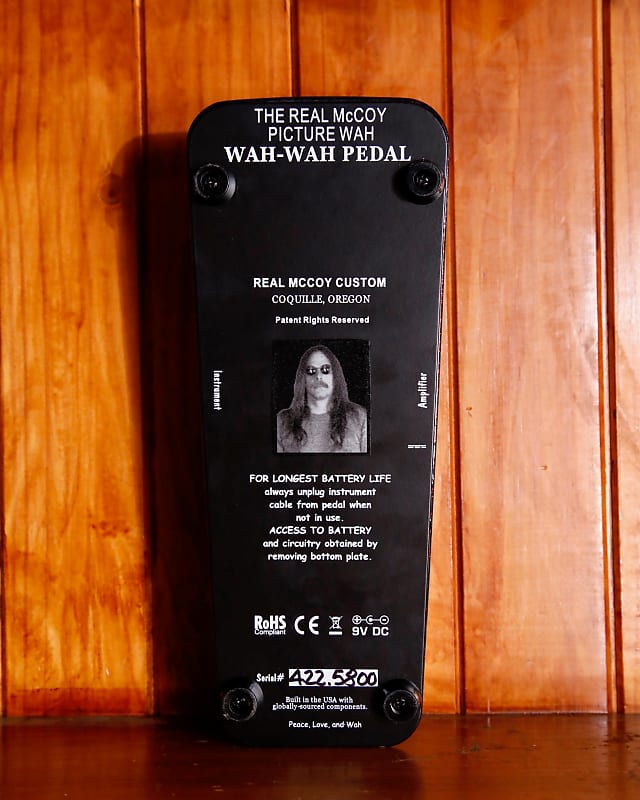 THE REAL McCOY
PICTURE WAH
WAH-WAH PEDAL
REAL MCCOY CUSTOM
COQUILLE, OREGON
Patent Rights Reserved
Instrument
Amplifier
FOR LONGEST BATTERY LIFE
always unplug instrument
cable from pedal when
not in use.
ACCESS TO BATTERY
and circuitry obtained by
removing bottom plate.
RoHS
Compliant
CE
9V DC
Serial# 422.5800
Built in the USA with
globally-sourced components.
Peace, Love, and Wah